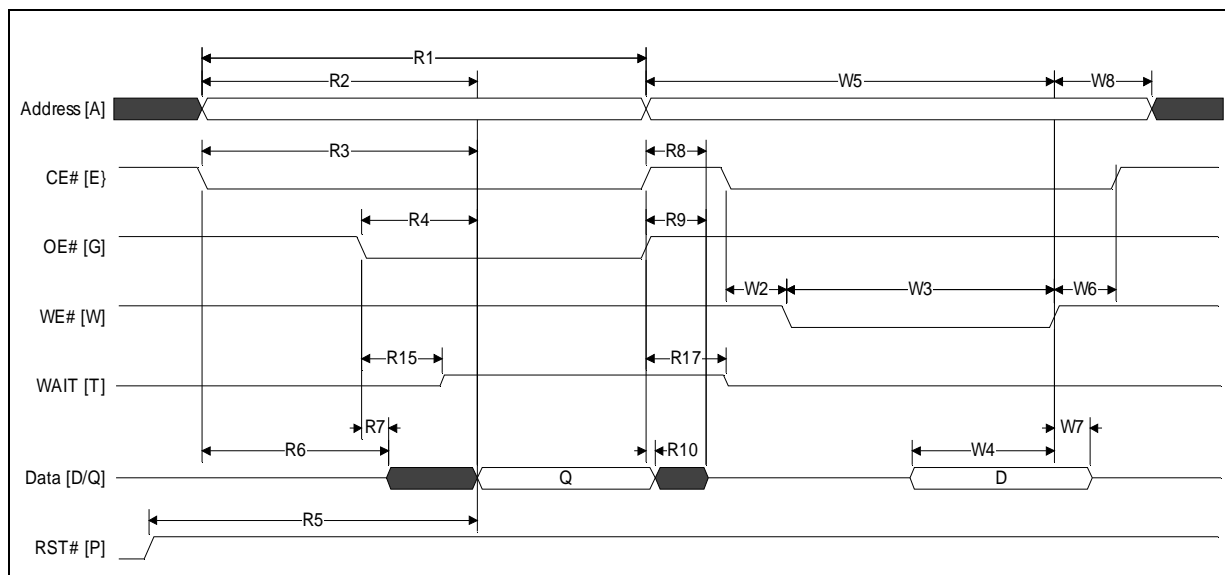 R1
R2 W5 W8
Address [A]
R3 R8
CE# [E}
R4 R9
OE# [G]
W2 W3 W6
WE# [W]
R15 R17
WAIT [T]
R7 W7
R6 R10 W4
Data [D/Q] Q D
R5
RST# [P]